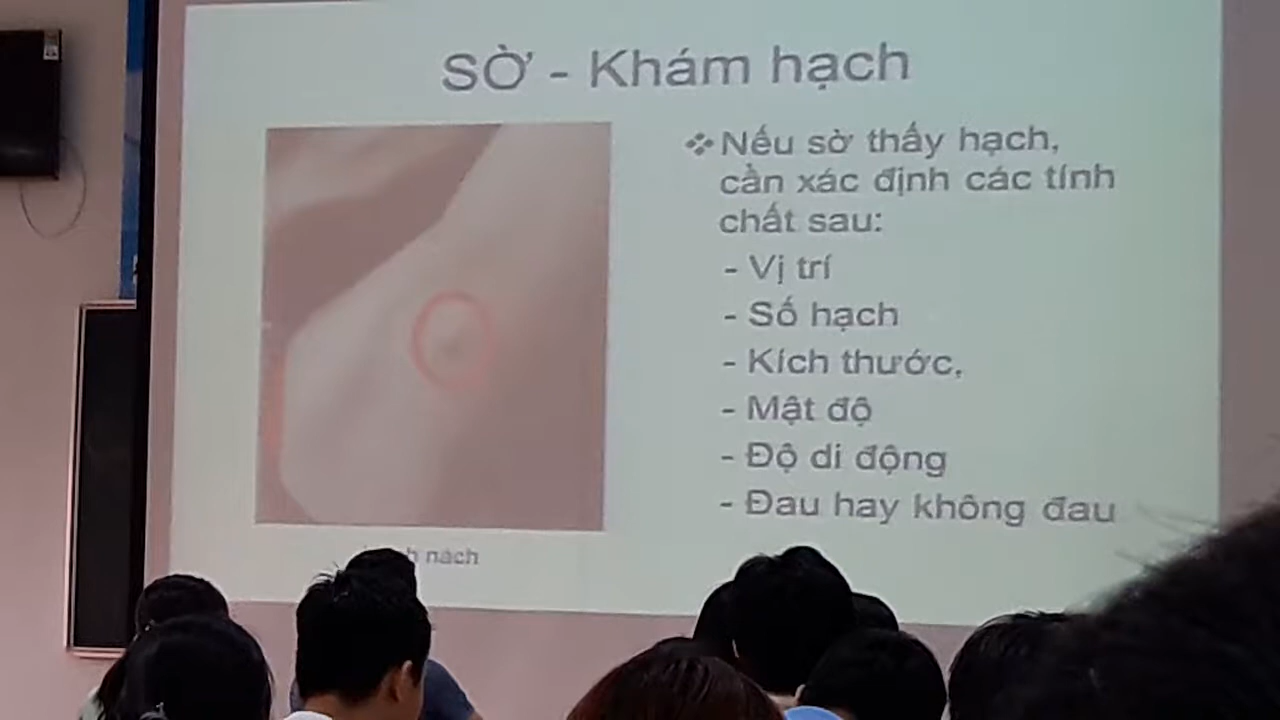 SỜ - Khám hạch
❖Nếu sờ thấy hạch,
cần xác định các tính
chất sau:
- Vị trí
- Số hạch
- Kích thước,
- Mật độ
- Độ di động
- Đau hay không đau
nách